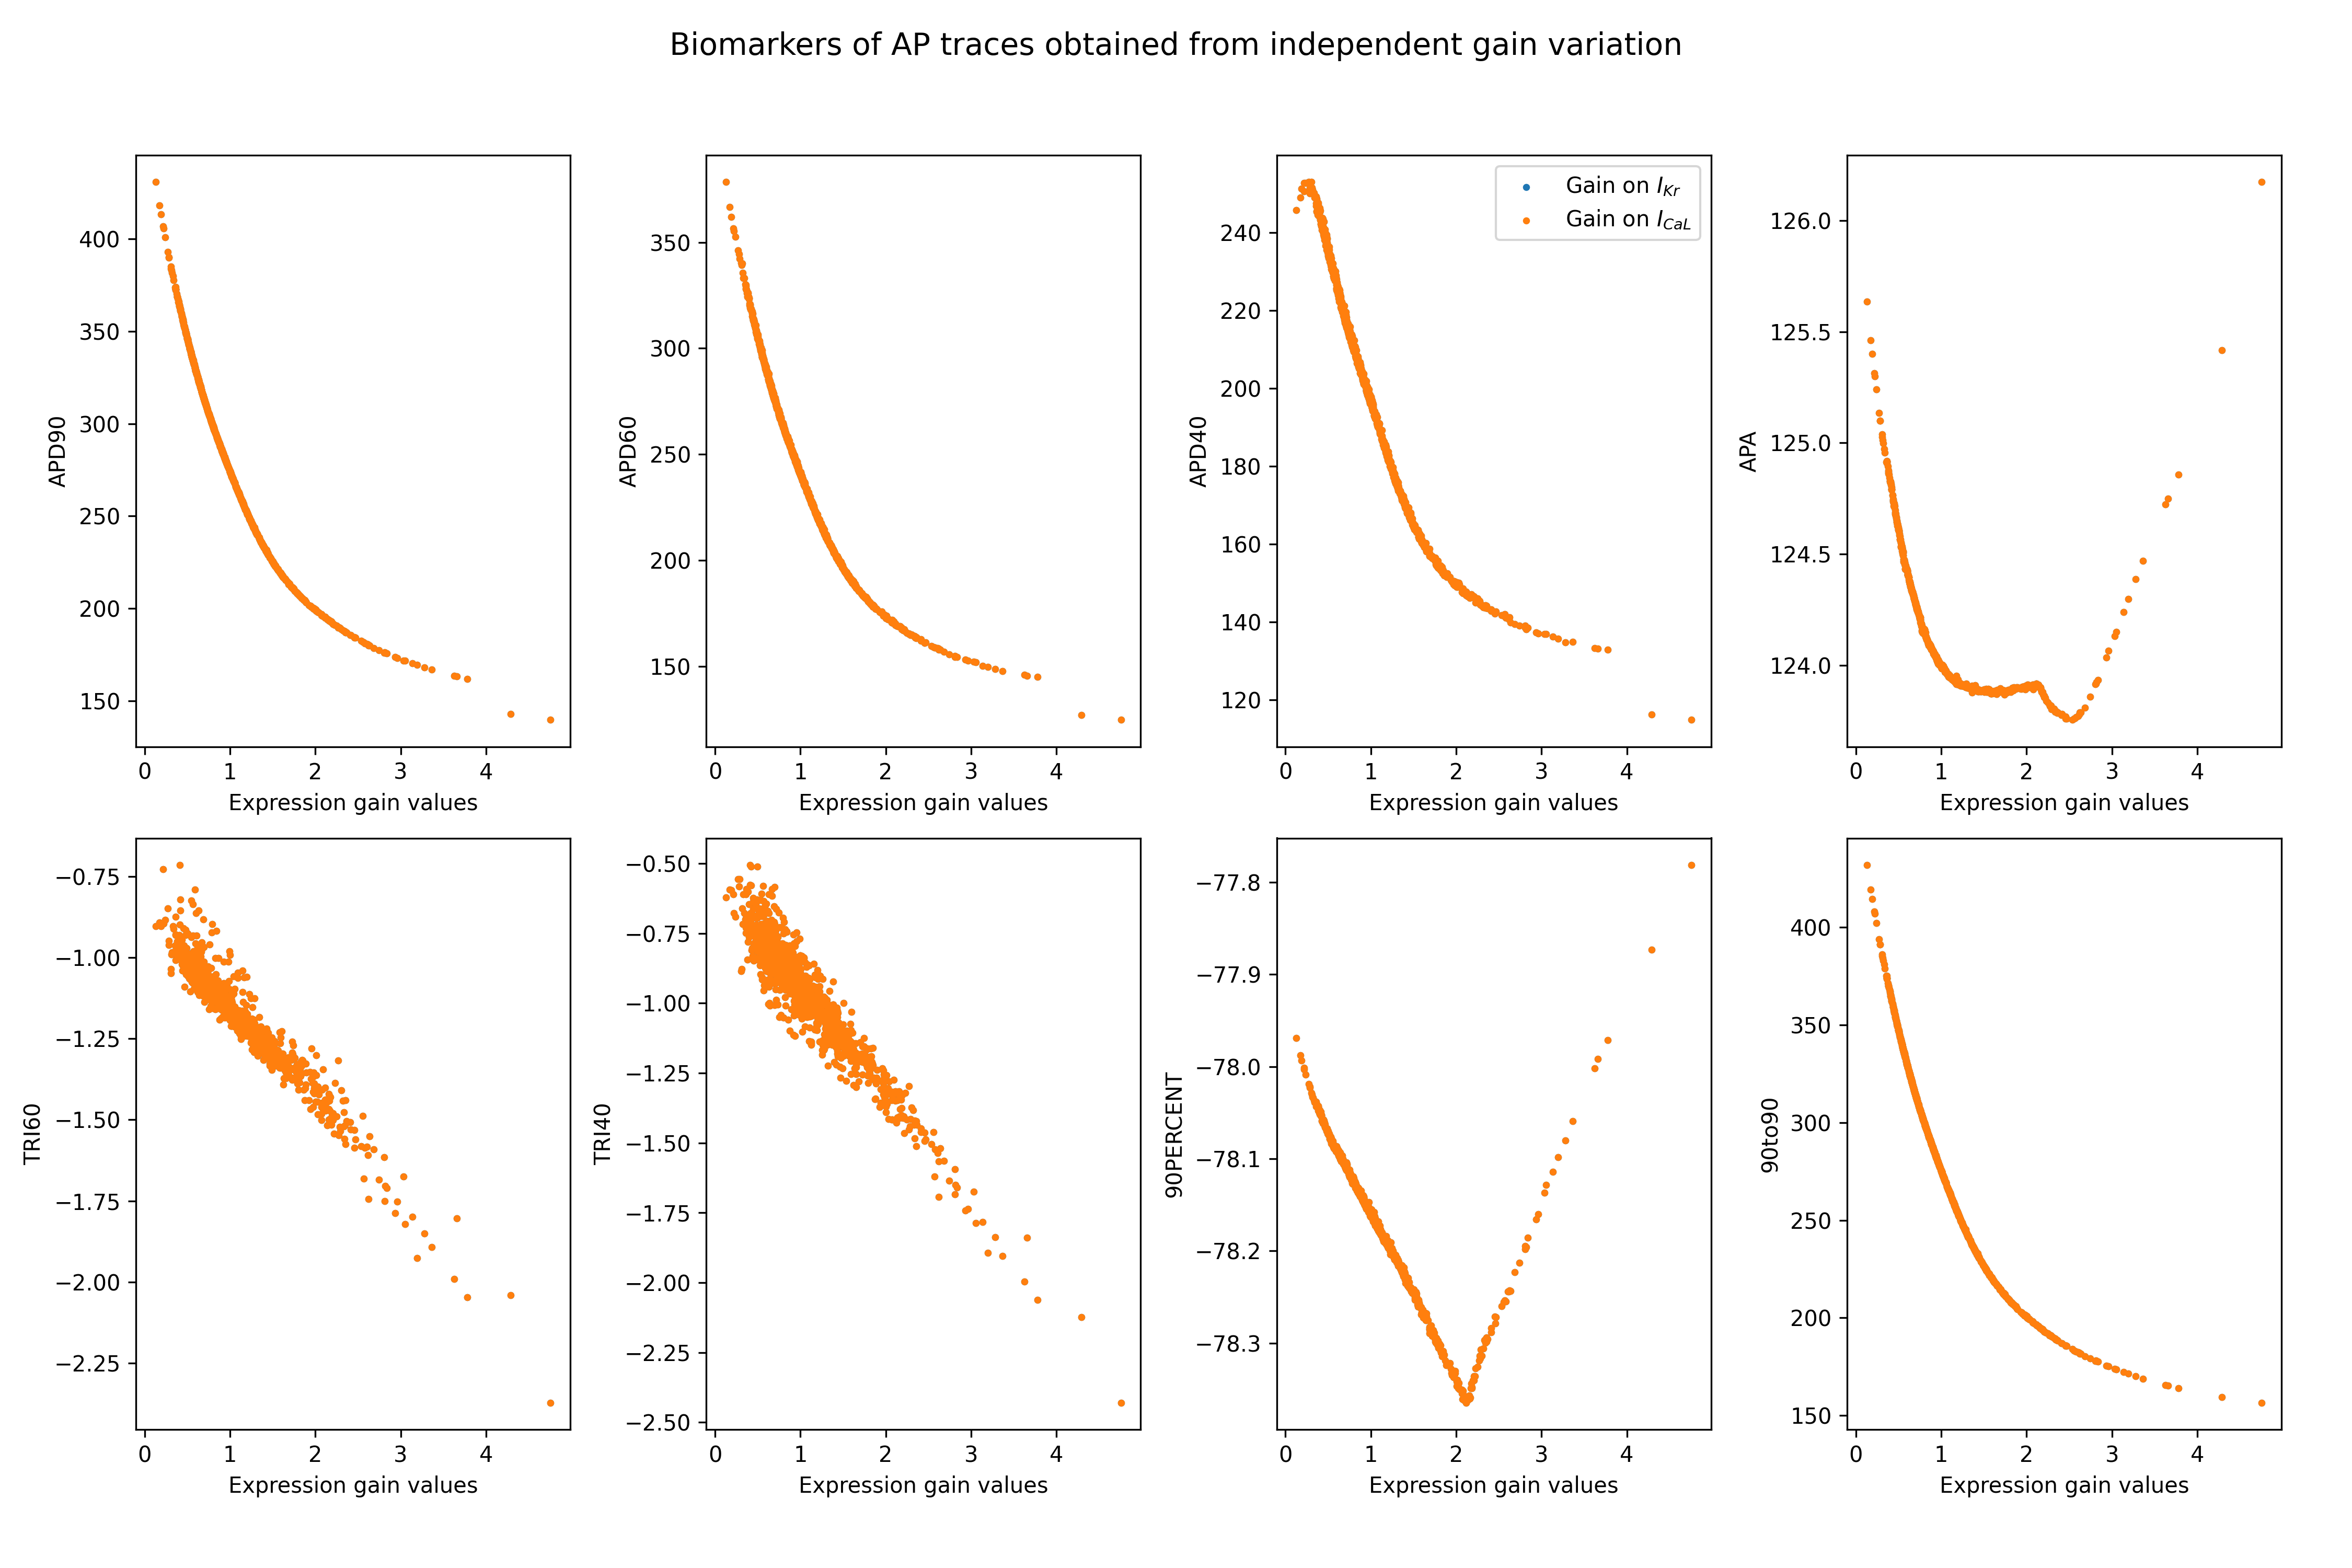 Biomarkers of AP traces obtained from independent gain variation
APD90
400
350
300
250
200
150
0 1 2 3 4
Expression gain values
APD60
350
300
250
200
150
0 1 2 3 4
Expression gain values
APD40
240
220
200
180
160
140
120
0 1 2 3 4
Expression gain values
Gain on I_Kr
Gain on I_CaL
APA
126.0
125.5
125.0
124.5
124.0
0 1 2 3 4
Expression gain values
TRI60
−0.75
−1.00
−1.25
−1.50
−1.75
−2.00
−2.25
0 1 2 3 4
Expression gain values
TRI40
−0.50
−0.75
−1.00
−1.25
−1.50
−1.75
−2.00
−2.25
−2.50
0 1 2 3 4
Expression gain values
90PERCENT
−77.8
−77.9
−78.0
−78.1
−78.2
−78.3
0 1 2 3 4
Expression gain values
90to90
400
350
300
250
200
150
0 1 2 3 4
Expression gain values